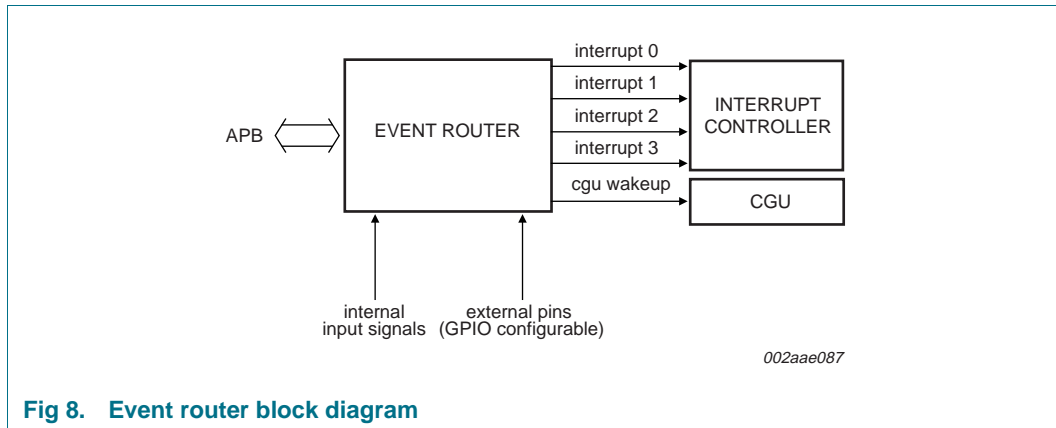 interrupt 0
interrupt 1
interrupt 2
interrupt 3
cgu wakeup
APB
EVENT ROUTER
INTERRUPT
CONTROLLER
CGU
internal
input signals
external pins
(GPIO configurable)
002aae087
Fig 8. Event router block diagram